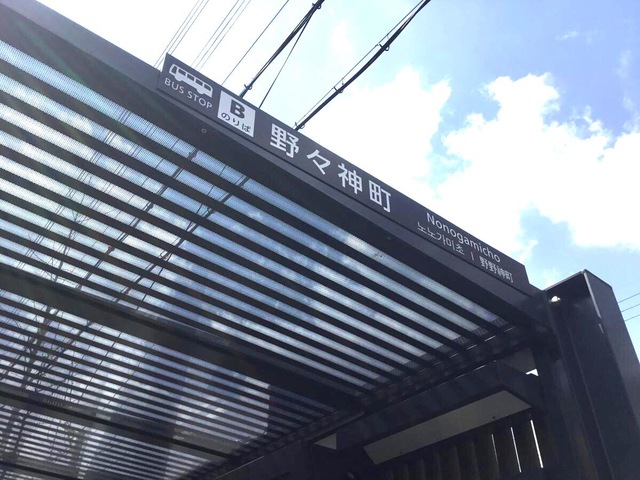 BUS STOP
B
のりば
野々神町
Nonogamicho
노노가미초 | 野野神町